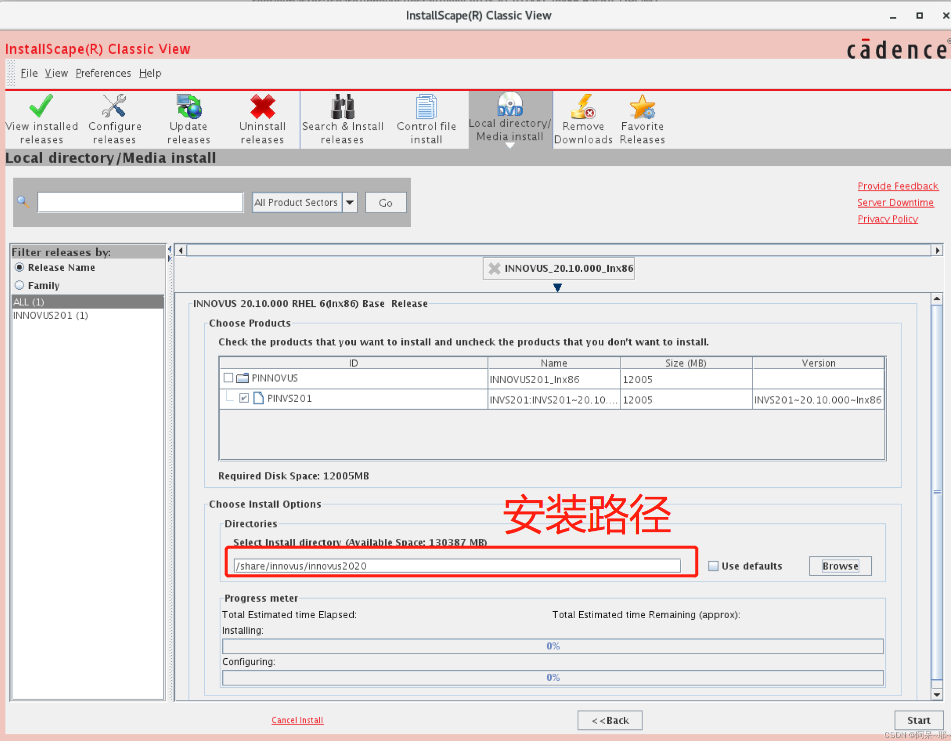 InstallScape(R) Classic View
InstallScape(R) Classic View
cādence
File View Preferences Help
View installed releases
Configure releases
Update releases
Uninstall releases
Search & Install releases
Control file install
Local directory/ Media install
Remove Downloads
Favorite Releases
Local directory/Media install
All Product Sectors
Go
Provide Feedback
Server Downtime
Privacy Policy
Filter releases by:
Release Name
Family
ALL (1)
INNOVUS201 (1)
INNOVUS_20.10.000_lnx86
INNOVUS 20.10.000 RHEL 6(lnx86) Base Release
Choose Products
Check the products that you want to install and uncheck the products that you don't want to install.
ID Name Size (MB) Version
PINNOVUS INNOVUS201_lnx86 12005
PINVS201 INVS201:INVS201~20.10.... 12005 INVS201~20.10.000~lnx86
Required Disk Space: 12005MB
安装路径
Choose Install Options
Directories
Select Install directory (Available Space: 130387 MB)
/share/innovus/innovus2020
Use defaults
Browse
Progress meter
Total Estimated time Elapsed: Total Estimated time Remaining (approx):
Installing:
0%
Configuring:
0%
Cancel Install
<<Back
Start